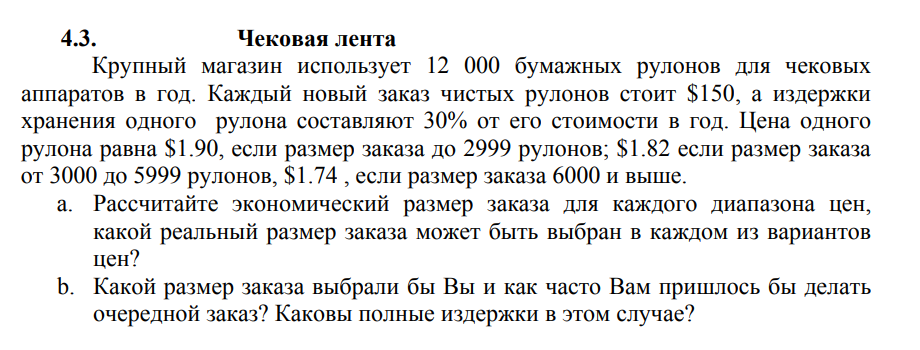 4.3. Чековая лента
Крупный магазин использует 12 000 бумажных рулонов для чековых
аппаратов в год. Каждый новый заказ чистых рулонов стоит $150, а издержки
хранения одного рулона составляют 30% от его стоимости в год. Цена одного
рулона равна $1.90, если размер заказа до 2999 рулонов; $1.82 если размер заказа
от 3000 до 5999 рулонов, $1.74 , если размер заказа 6000 и выше.
a. Рассчитайте экономический размер заказа для каждого диапазона цен,
какой реальный размер заказа может быть выбран в каждом из вариантов
цен?
b. Какой размер заказа выбрали бы Вы и как часто Вам пришлось бы делать
очередной заказ? Каковы полные издержки в этом случае?